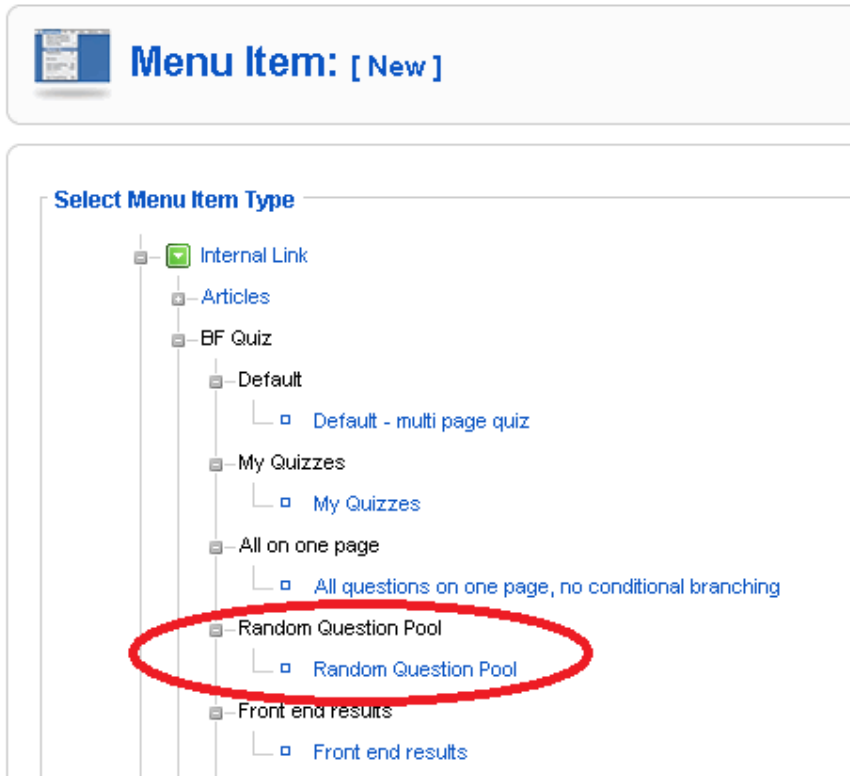 Menu Item: [ New ]
Select Menu Item Type
Internal Link
Articles
BF Quiz
Default
Default - multi page quiz
My Quizzes
My Quizzes
All on one page
All questions on one page, no conditional branching
Random Question Pool
Random Question Pool
Front end results
Front end results